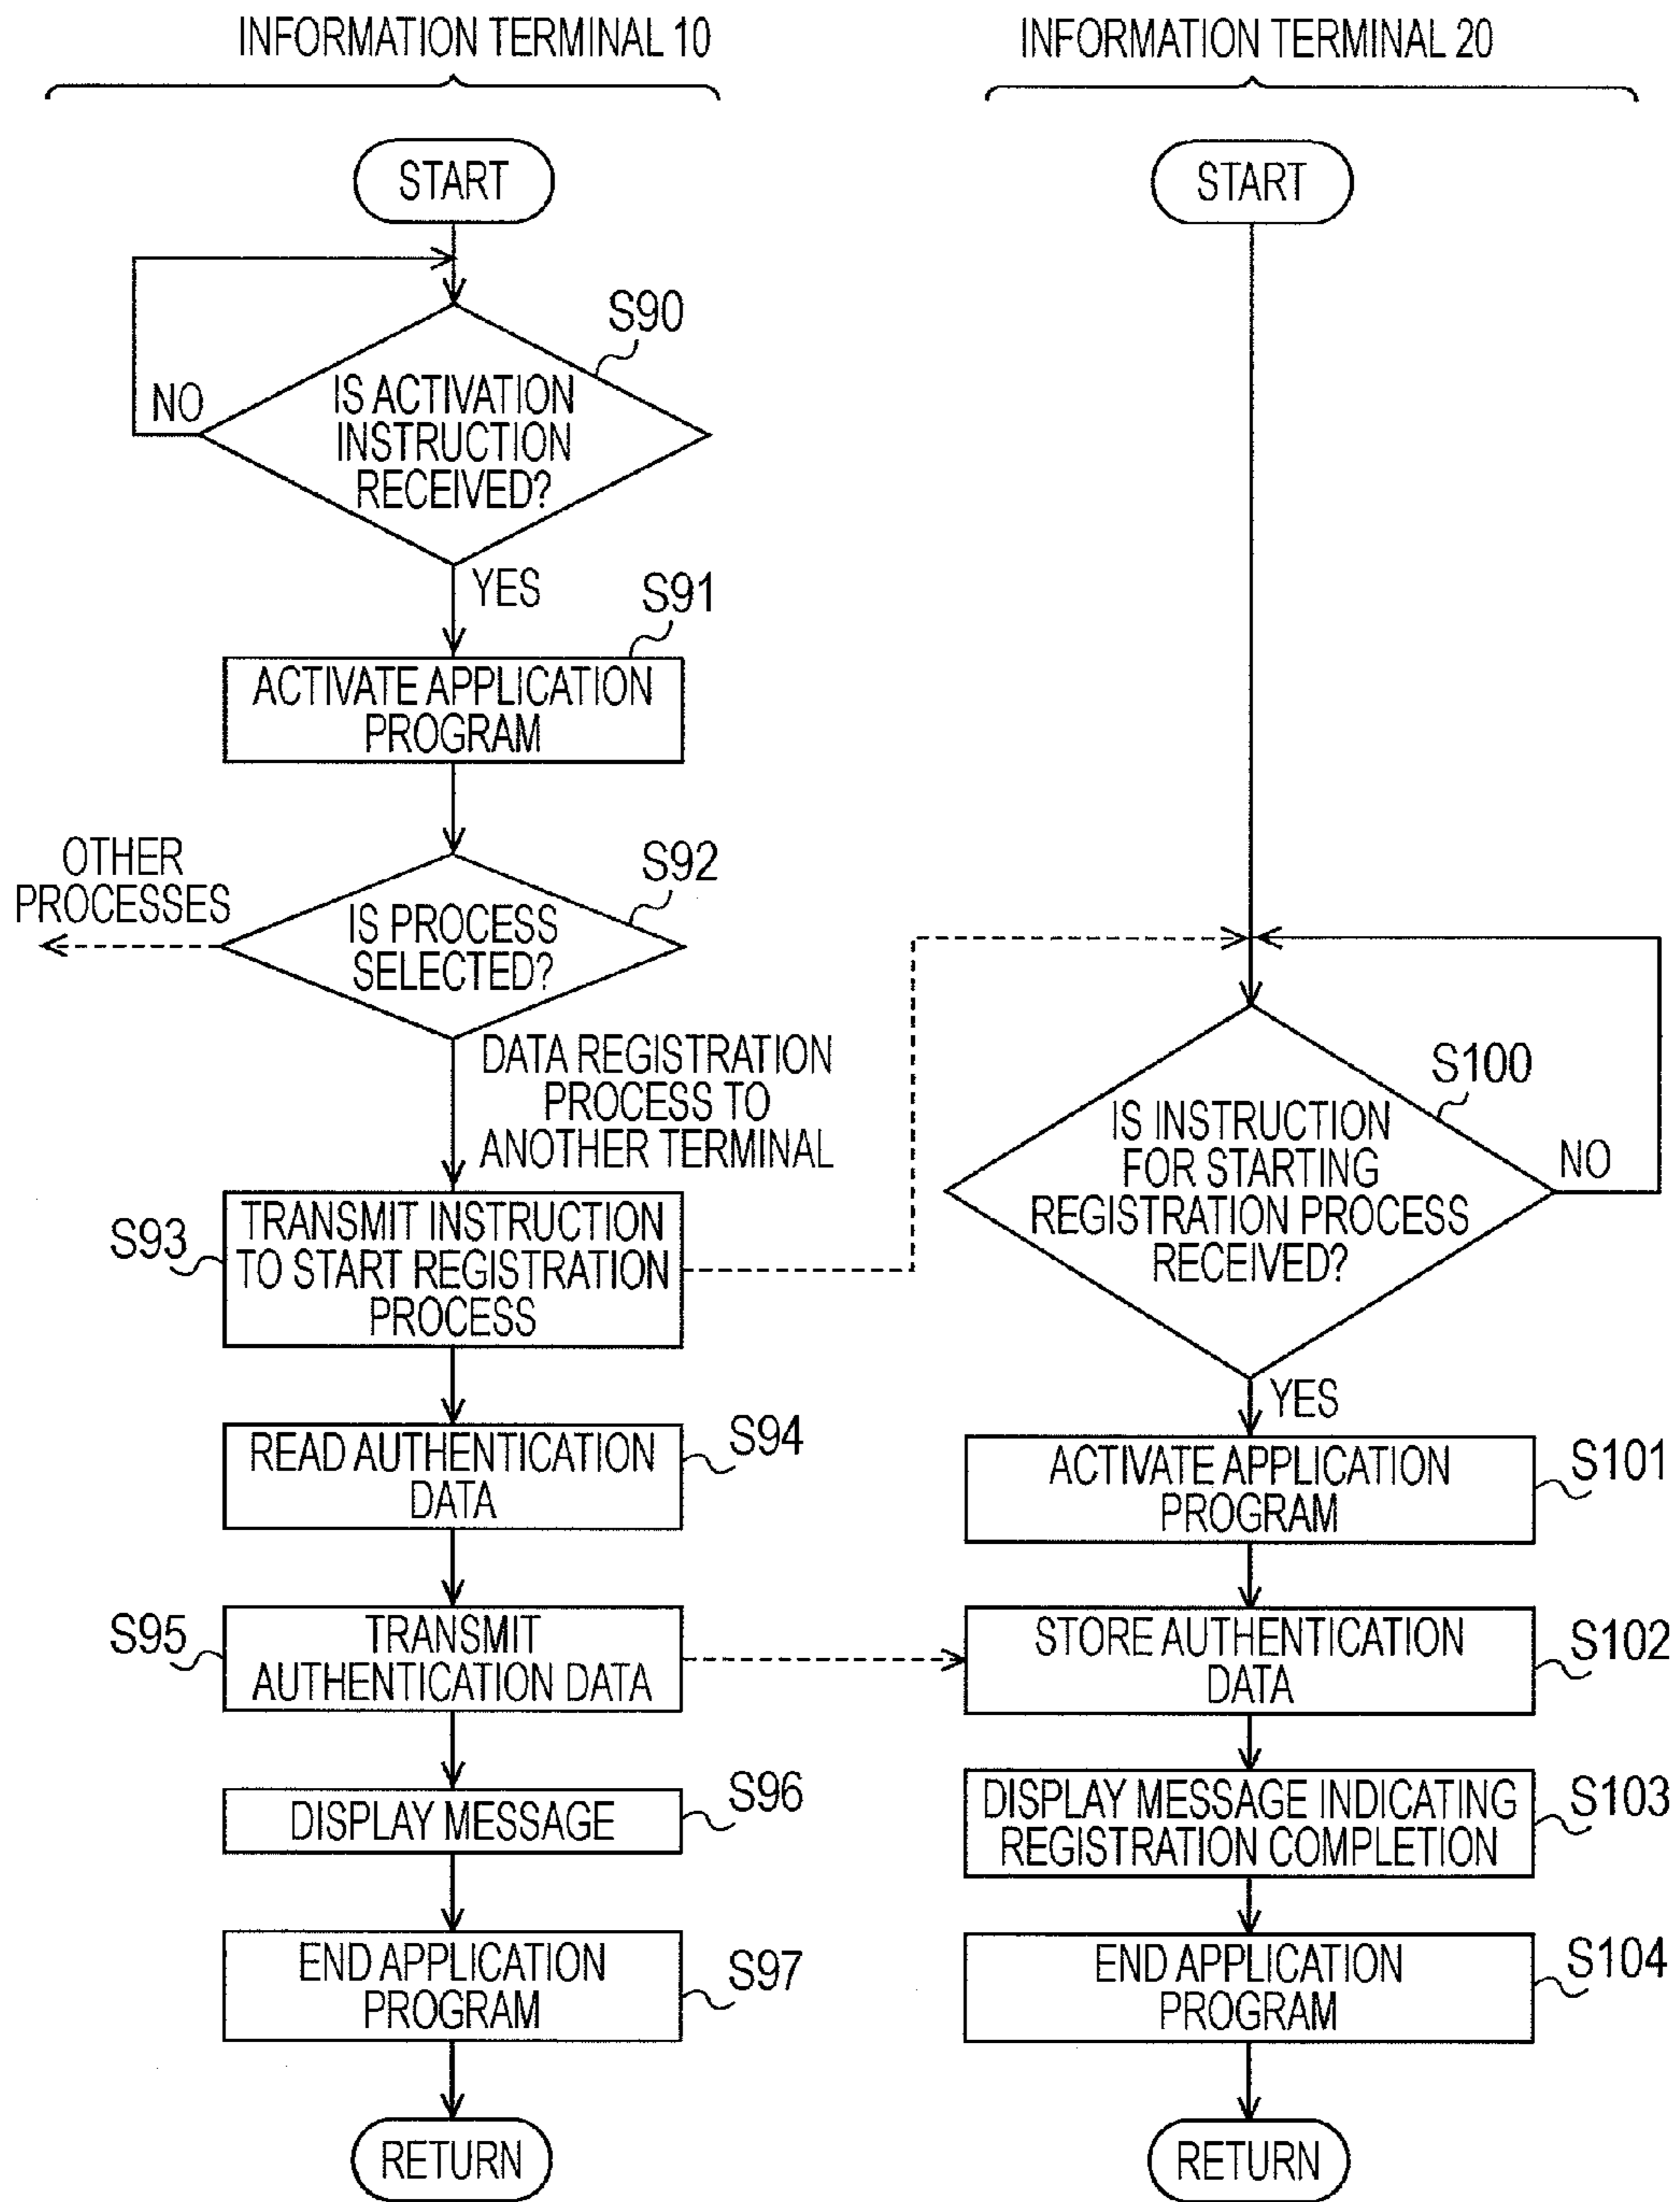 INFORMATION TERMINAL 10
START
S90
IS ACTIVATION
INSTRUCTION
RECEIVED?
NO
YES
S91
ACTIVATE APPLICATION
PROGRAM
OTHER
PROCESSES
S92
IS PROCESS
SELECTED?
DATA REGISTRATION
PROCESS TO
ANOTHER TERMINAL
S93
TRANSMIT INSTRUCTION
TO START REGISTRATION
PROCESS
S94
READ AUTHENTICATION
DATA
S95
TRANSMIT
AUTHENTICATION DATA
S96
DISPLAY MESSAGE
S97
END APPLICATION
PROGRAM
RETURN
INFORMATION TERMINAL 20
START
S100
IS INSTRUCTION
FOR STARTING
REGISTRATION PROCESS
RECEIVED?
NO
YES
S101
ACTIVATE APPLICATION
PROGRAM
S102
STORE AUTHENTICATION
DATA
S103
DISPLAY MESSAGE INDICATING
REGISTRATION COMPLETION
S104
END APPLICATION
PROGRAM
RETURN